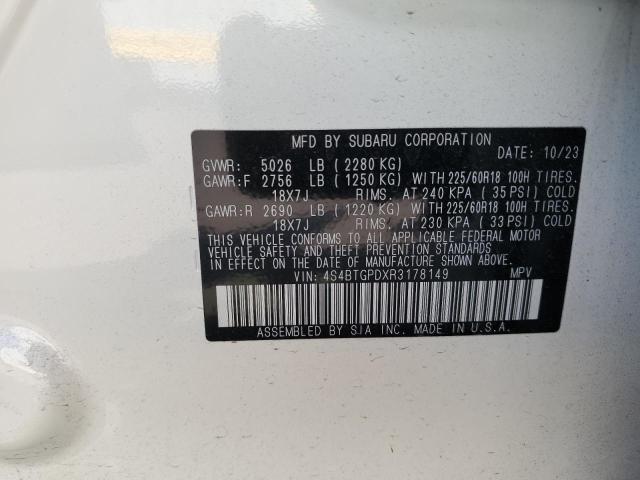 MFD BY SUBARU CORPORATION
DATE: 10/23
GVWR: 5026 LB (2280 KG)
GAWR:F 2756 LB (1250 KG) WITH 225/60R18 100H TIRES.
18X7J RIMS. AT 240 KPA (35 PSI) COLD
GAWR:R 2690 LB (1220 KG) WITH 225/60R18 100H TIRES.
18X7J RIMS. AT 230 KPA (33 PSI) COLD
THIS VEHICLE CONFORMS TO ALL APPLICABLE FEDERAL MOTOR
VEHICLE SAFETY AND THEFT PREVENTION STANDARDS
IN EFFECT ON THE DATE OF MANUFACTURE SHOWN ABOVE.
VIN: 4S4BTGPDXR3178149 MPV
ASSEMBLED BY SIA INC. MADE IN U.S.A.